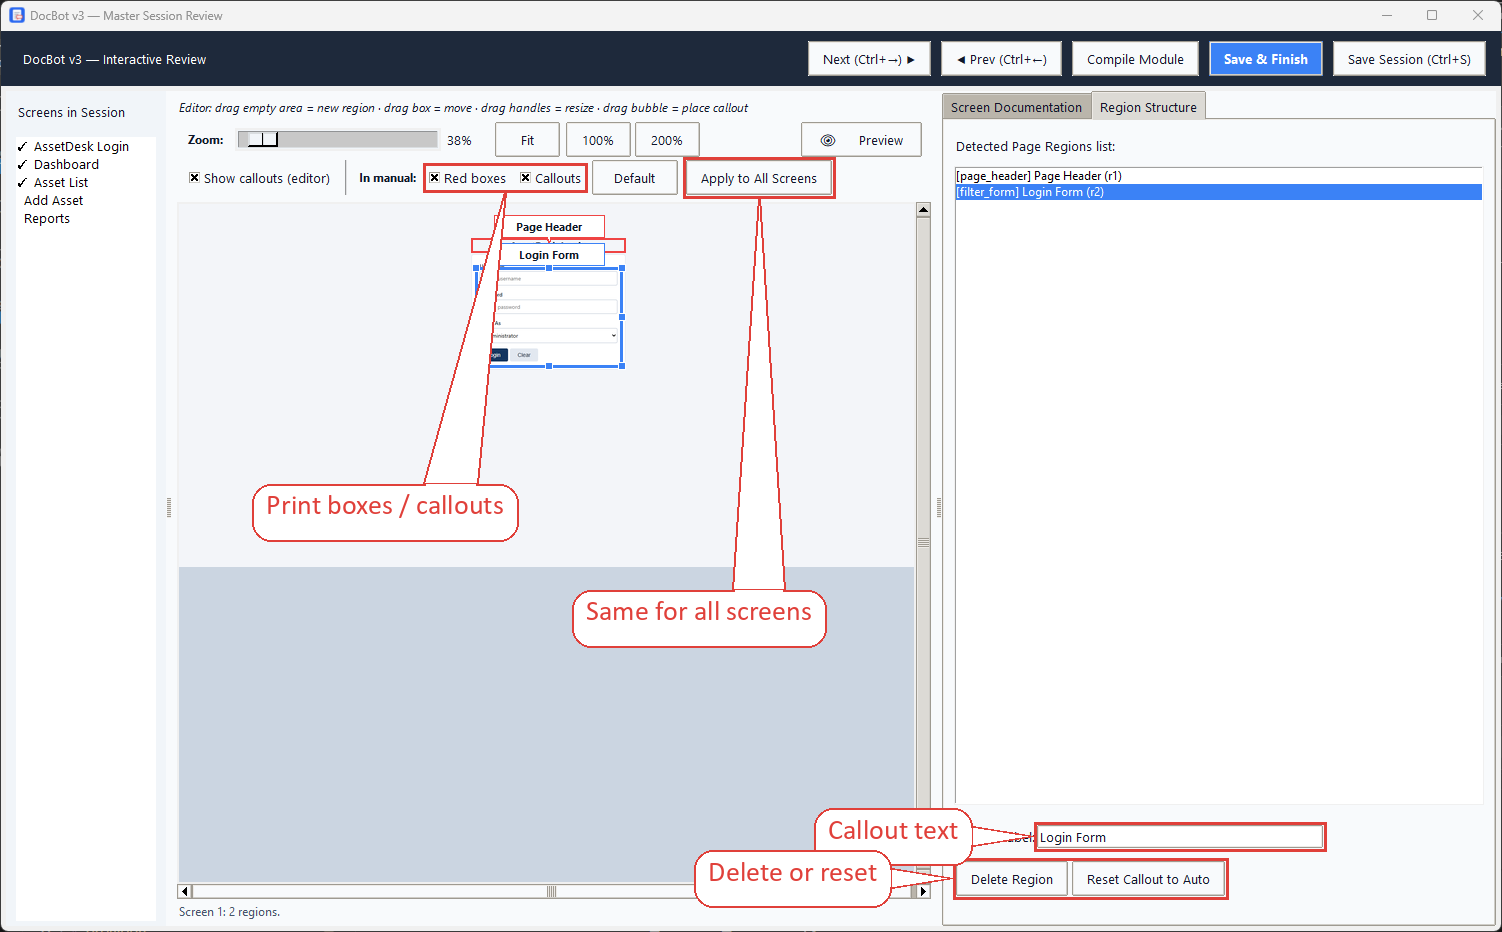 DocBot v3 — Master Session Review
DocBot v3 — Interactive Review
Next (Ctrl+→) ►
◄ Prev (Ctrl+←)
Compile Module
Save & Finish
Save Session (Ctrl+S)
Screens in Session
✓ AssetDesk Login
✓ Dashboard
✓ Asset List
Add Asset
Reports
Editor: drag empty area = new region · drag box = move · drag handles = resize · drag bubble = place callout
Zoom:
38%
Fit
100%
200%
Preview
Show callouts (editor)
In manual:
Red boxes
Callouts
Default
Apply to All Screens
Page Header
Login Form
username
password
As
Clear
Print boxes / callouts
Same for all screens
Screen 1: 2 regions.
Screen Documentation
Region Structure
Detected Page Regions list:
[page_header] Page Header (r1)
[filter_form] Login Form (r2)
Callout text
Login Form
Delete or reset
Delete Region
Reset Callout to Auto